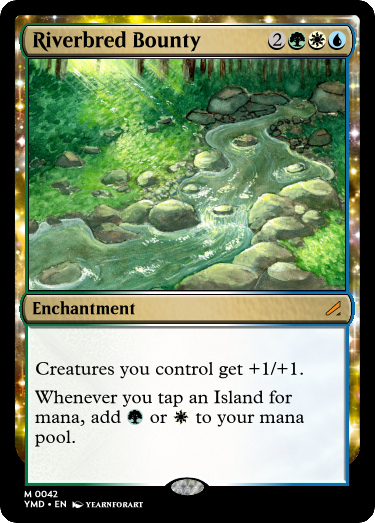 Riverbred Bounty 2
Enchantment
Creatures you control get +1/+1.
Whenever you tap an Island for
mana, add or to your mana
pool.
M 0042
YMD • EN YEARNFORART